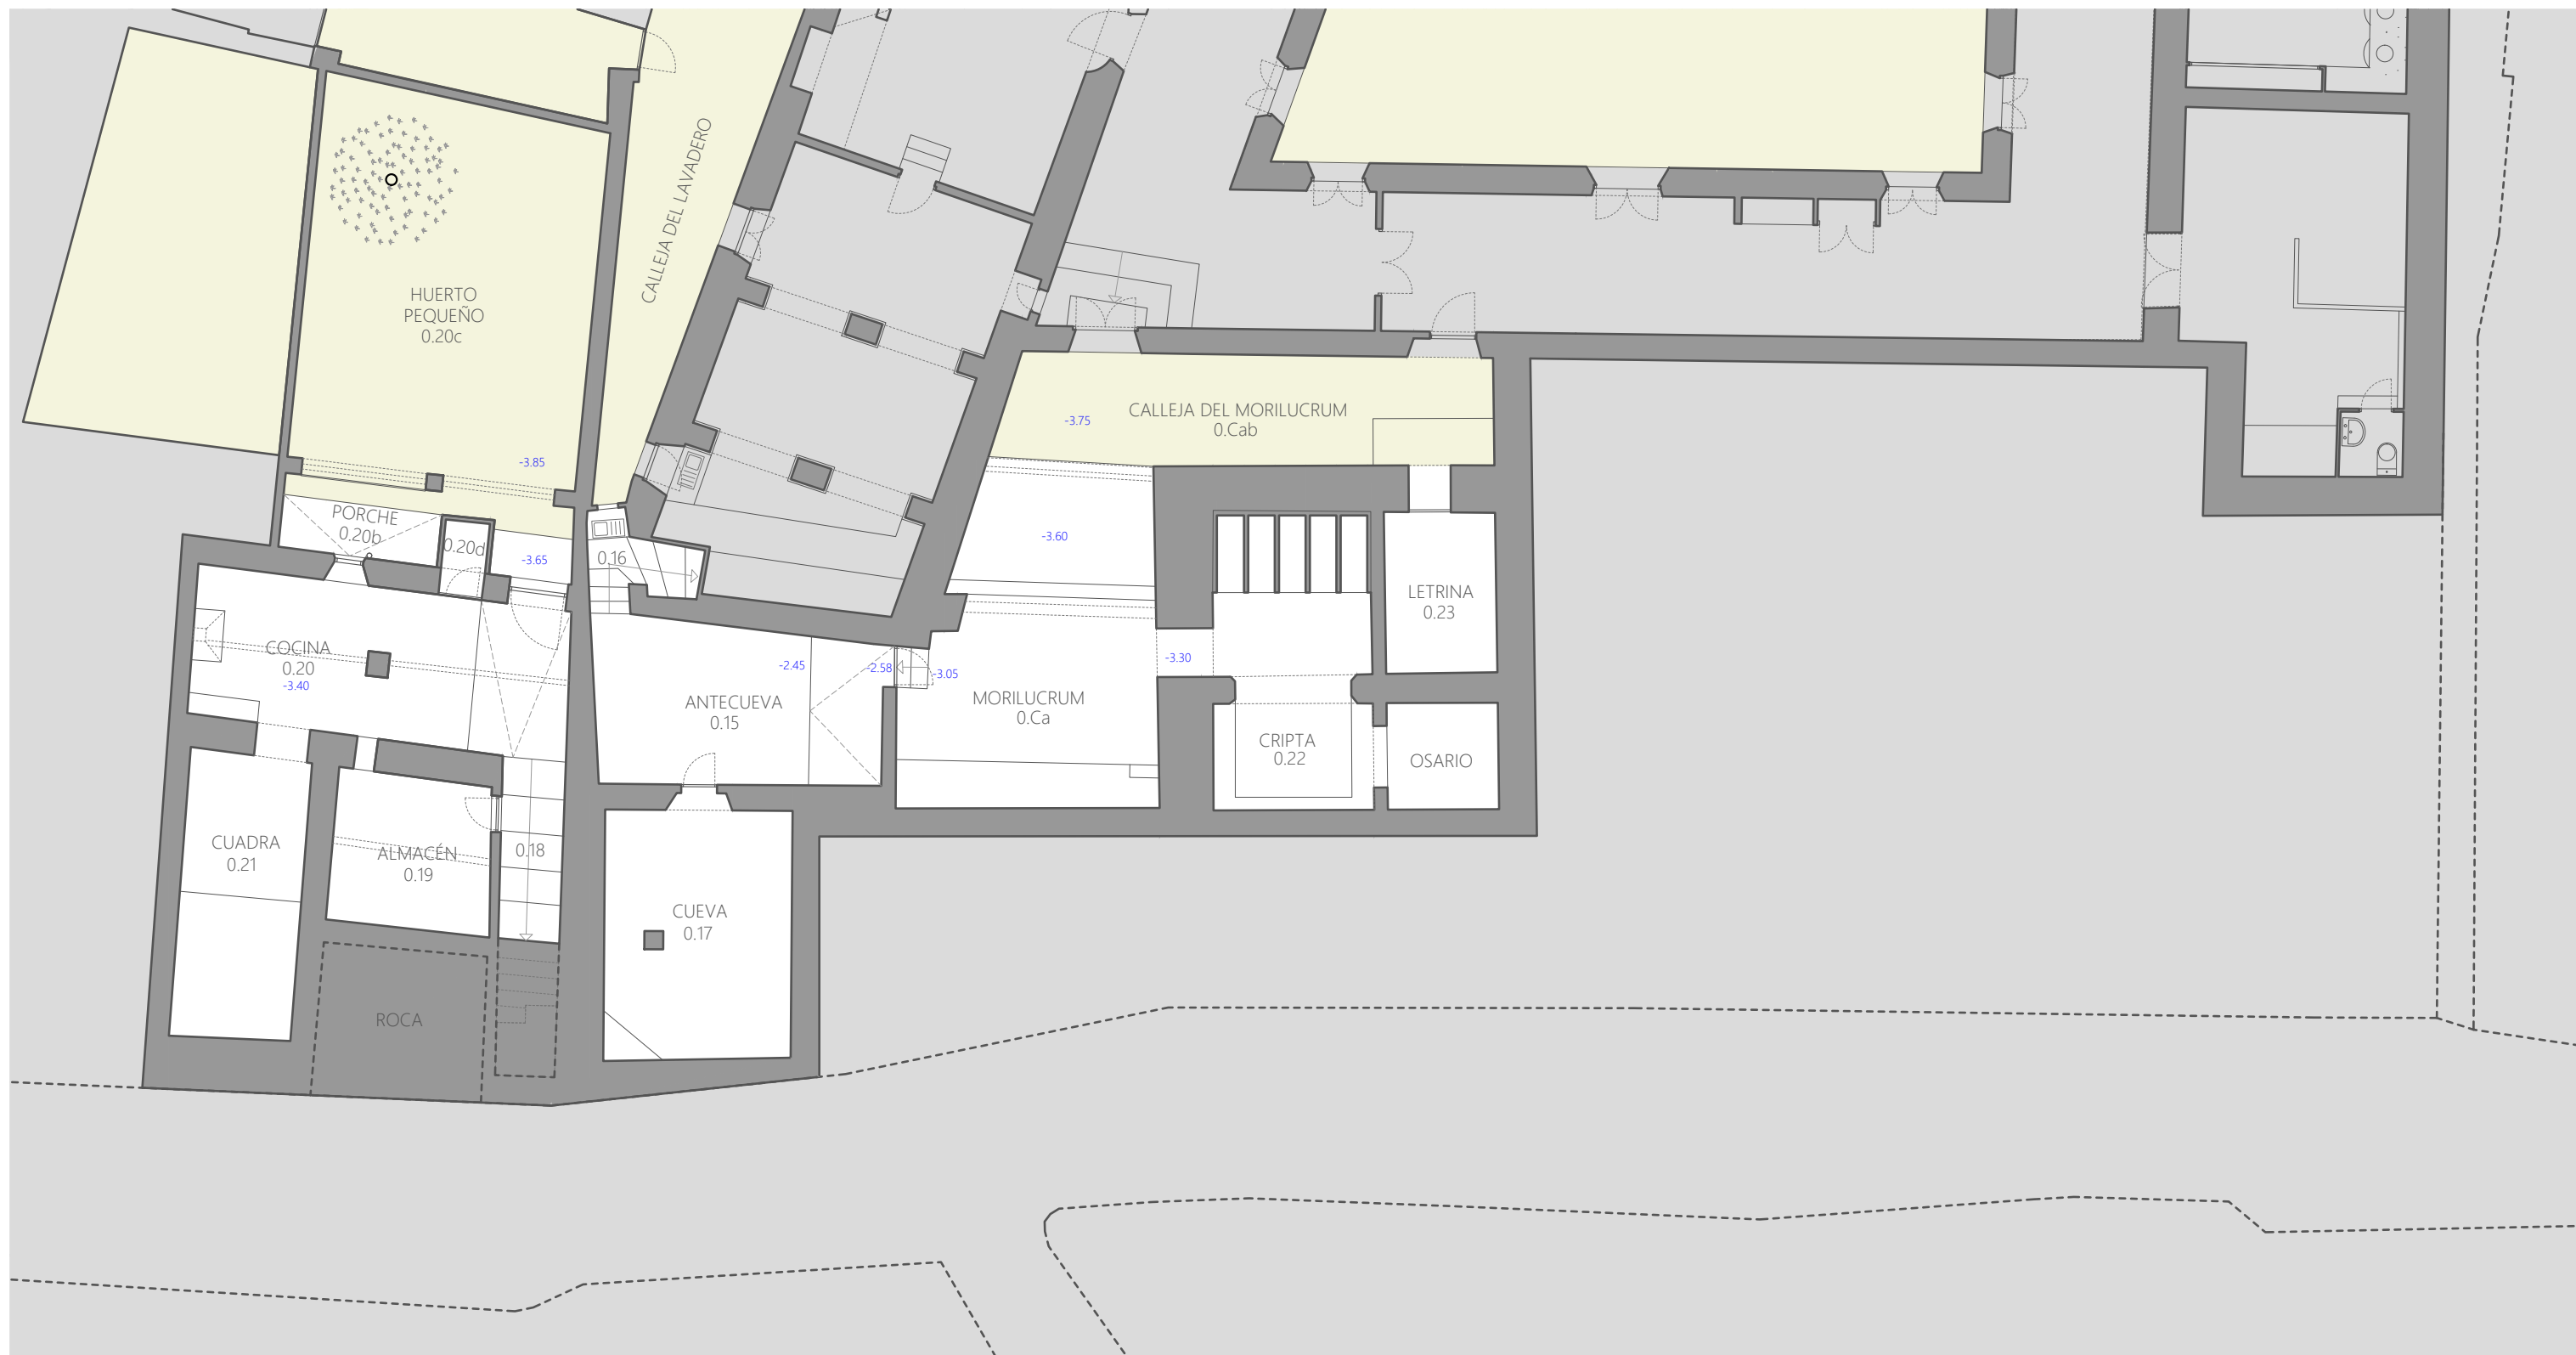 CALLEJA DEL LAVADERO
HUERTO
PEQUEÑO
0.20c
-3.85
CALLEJA DEL MORILUCRUM
0.Cab
-3.75
PORCHE
0.20b
0.20d
-3.65
0.16
-3.60
LETRINA
0.23
COCINA
0.20
-3.40
-2.45
-2.58
-3.05
-3.30
ANTECUEVA
0.15
MORILUCRUM
0.Ca
CRIPTA
0.22
OSARIO
CUADRA
0.21
ALMACÉN
0.19
0.18
CUEVA
0.17
ROCA